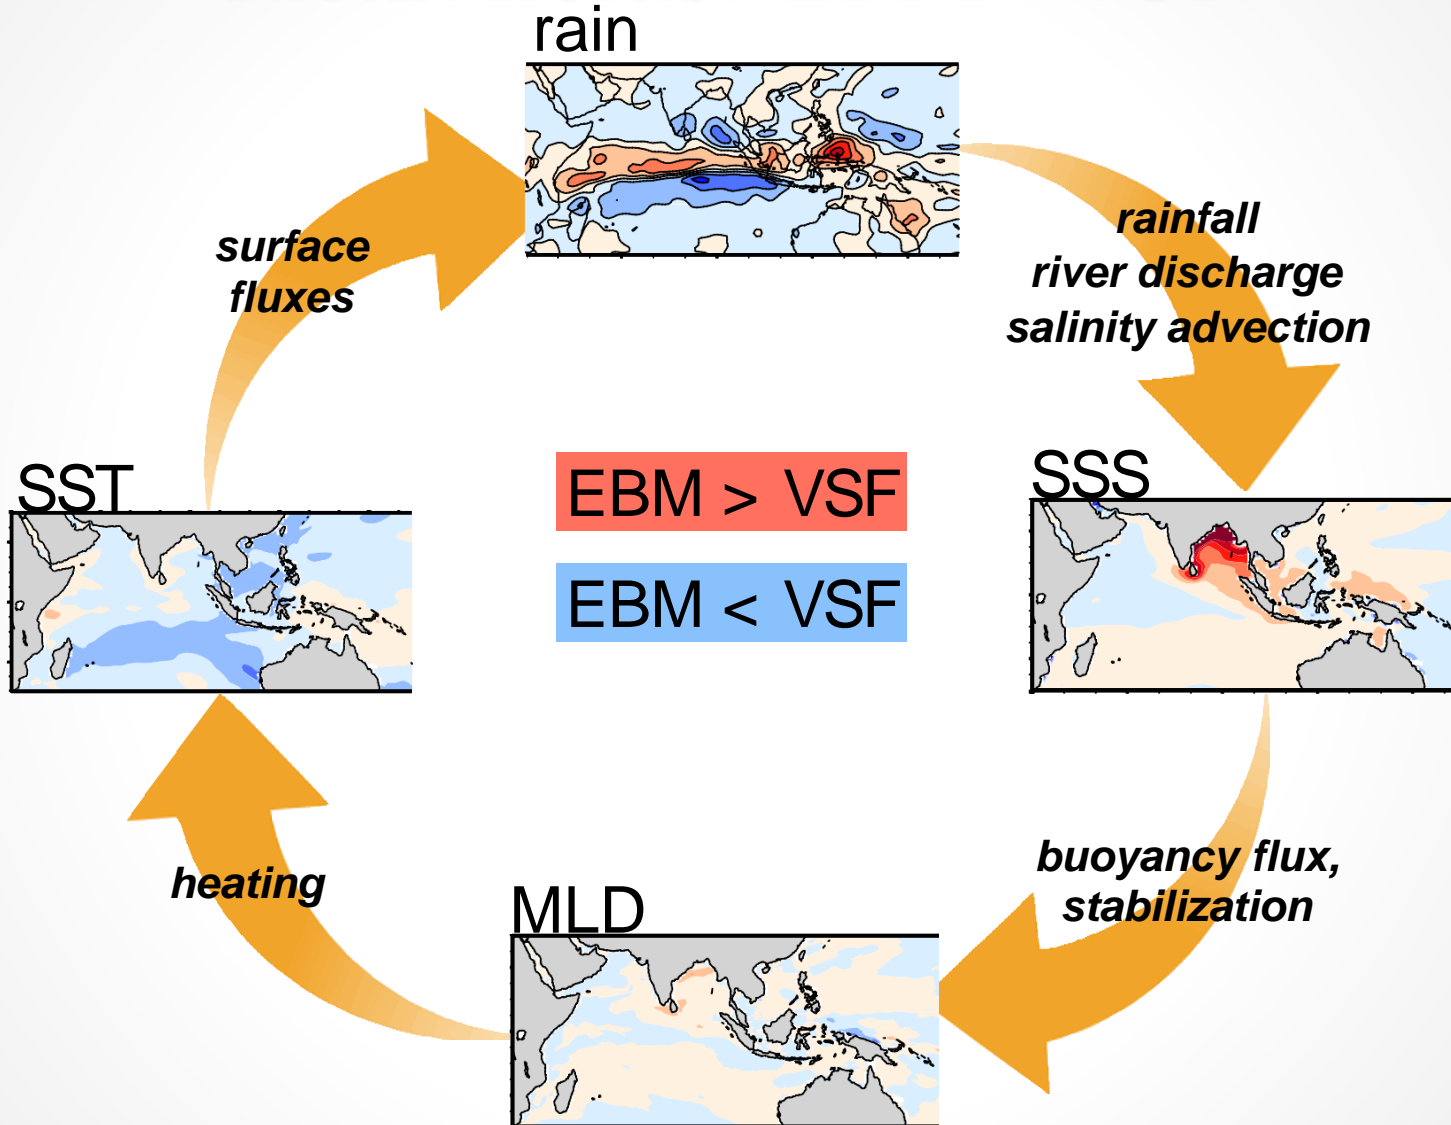 rain
surface
fluxes
rainfall
river discharge
salinity advection
SST
EBM > VSF
EBM < VSF
SSS
heating
MLD
buoyancy flux,
stabilization